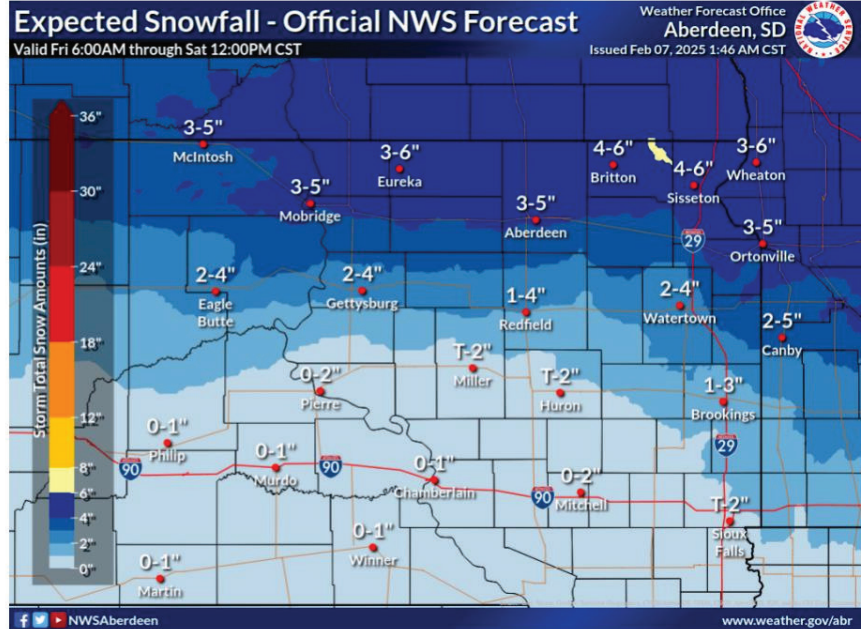 Expected Snowfall - Official NWS Forecast
Valid Fri 6:00AM through Sat 12:00PM CST
Weather Forecast Office
Aberdeen, SD
Issued Feb 07, 2025 1:46 AM CST
NATIONAL WEATHER SERVICE
Storm Total Snow Amounts (in)
36"
30"
24"
18"
12"
8"
6"
4"
2"
0"
3-5"
McIntosh
3-6"
Eureka
4-6"
Britton
4-6"
Sisseton
3-6"
Wheaton
3-5"
Mobridge
3-5"
Aberdeen
29
3-5"
Ortonville
2-4"
Eagle
Butte
2-4"
Gettysburg
1-4"
Redfield
2-4"
Watertown
2-5"
Canby
T-2"
Miller
0-2"
Pierre
T-2"
Huron
1-3"
Brookings
29
0-1"
Philip
90
0-1"
Murdo
90
0-1"
Chamberlain
90
0-2"
Mitchell
T-2"
Sioux
Falls
0-1"
Winner
0-1"
Martin
NWSAberdeen
www.weather.gov/abr